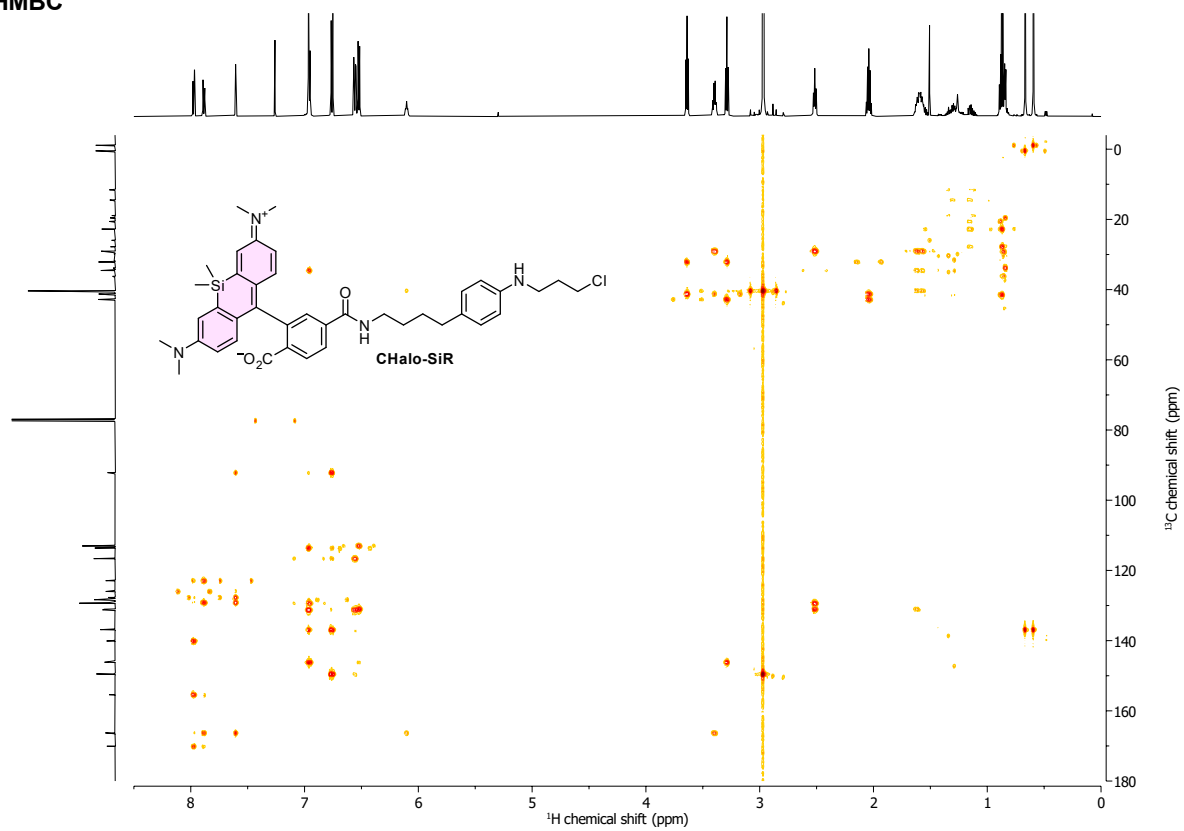 HMBC
0
20
40
60
80
100
120
140
160
180
¹³C chemical shift (ppm)
N⁺
Si
N
O
N
H
⁻O₂C
H
N
Cl
CHalo-SiR
8
7
6
5
4
3
2
1
0
¹H chemical shift (ppm)